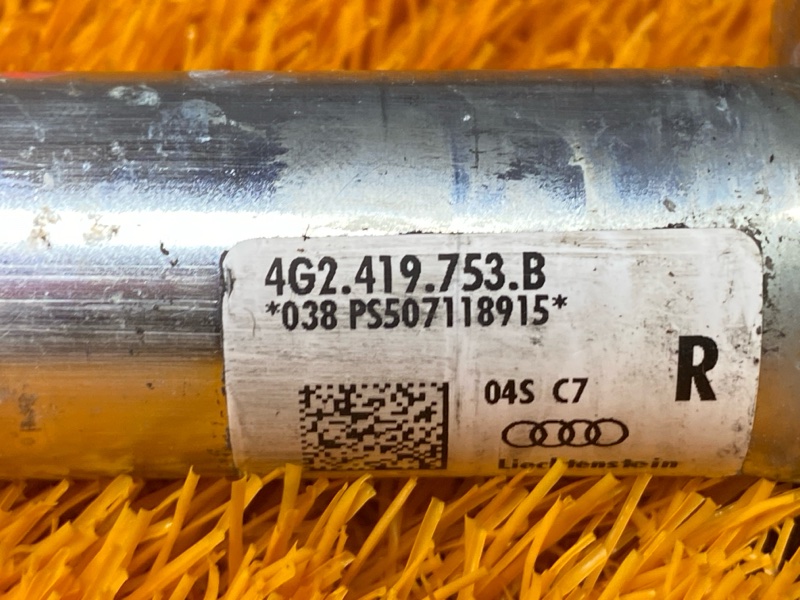 4G2.419.753.B
*038 PS507118915*
R
04S C7
Liechtenstein